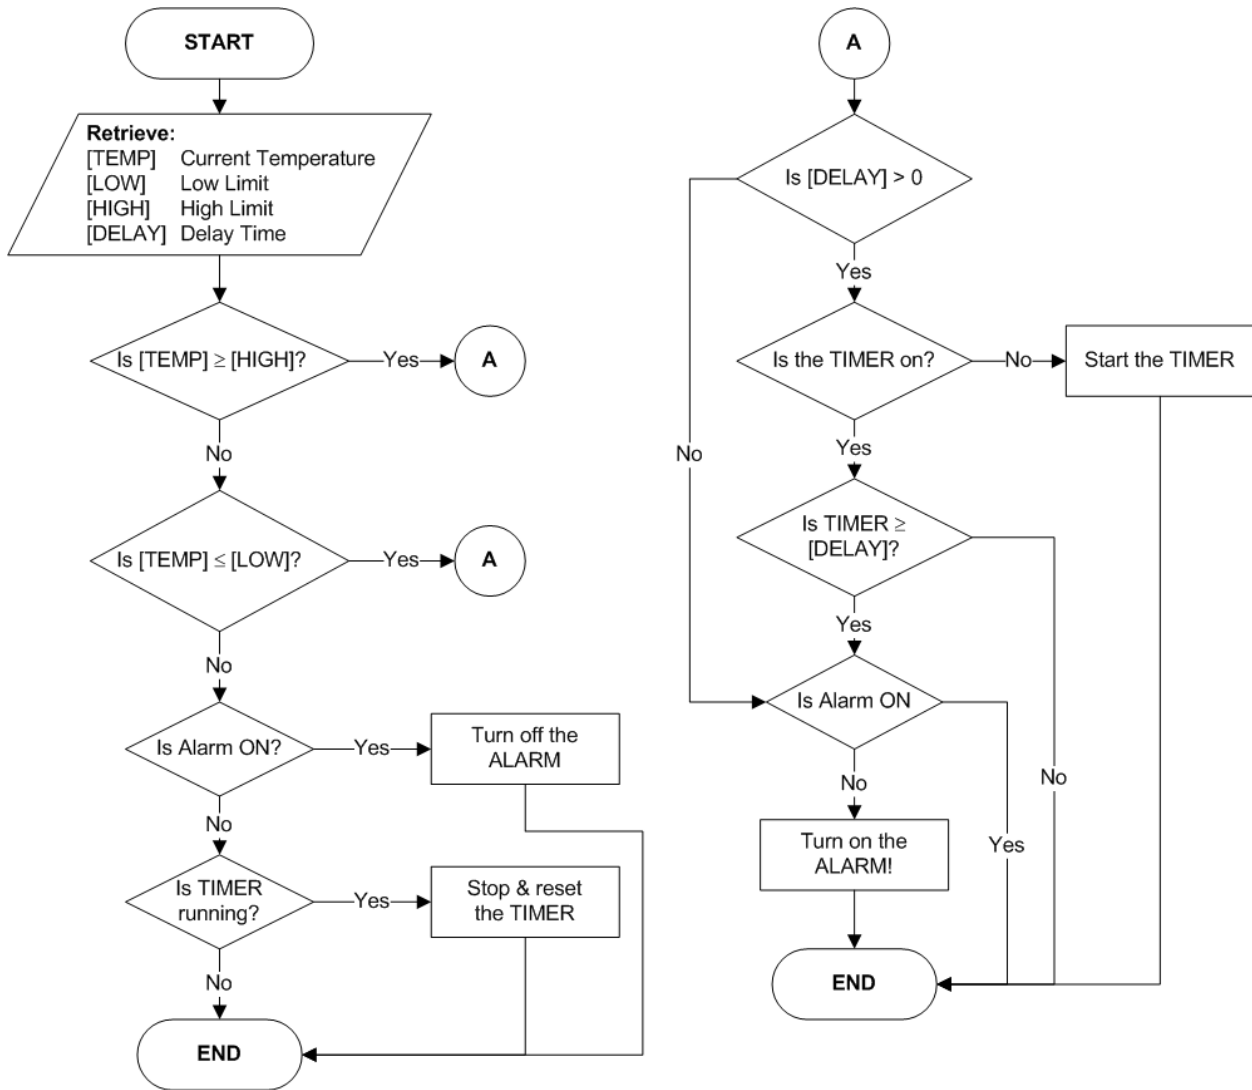 START
Retrieve:
[TEMP] Current Temperature
[LOW] Low Limit
[HIGH] High Limit
[DELAY] Delay Time
Is [TEMP] ≥ [HIGH]?
Yes
A
No
Is [TEMP] ≤ [LOW]?
Yes
A
No
Is Alarm ON?
Yes
Turn off the
ALARM
No
Is TIMER
running?
Yes
Stop & reset
the TIMER
No
END
A
Is [DELAY] > 0
Yes
No
Is the TIMER on?
No
Start the TIMER
Yes
Is TIMER ≥
[DELAY]?
No
Yes
Is Alarm ON
Yes
No
Turn on the
ALARM!
END